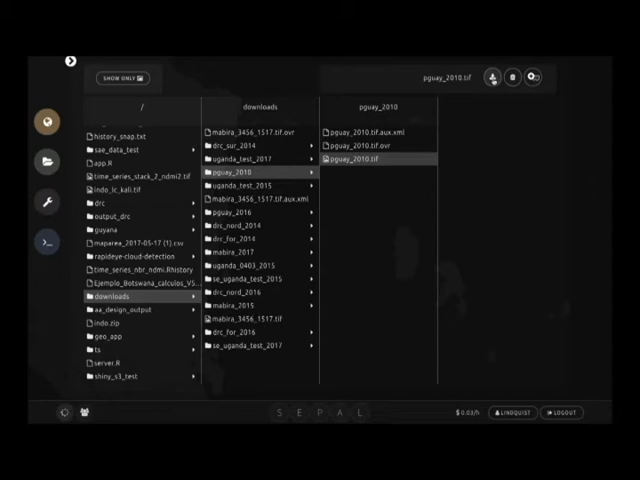 SHOW ONLY
pguay_2010.tif
/
history_snap.txt
sae_data_test
app.R
time_series_stack_2_ndmi2.tif
indo_lc_kali.tif
drc
output_drc
guyana
maparea_2017-05-17 (1).csv
rapideye-cloud-detection
time_series_nbr_ndmi.Rhistory
Ejemplo_Botswana_calculos_V5...
downloads
aa_design_output
indo.zip
geo_app
ts
server.R
shiny_s3_test
downloads
mabira_3456_1517.tif.ovr
drc_sur_2014
uganda_test_2017
pguay_2010
uganda_test_2015
mabira_3456_1517.tif.aux.xml
pguay_2016
drc_nord_2014
drc_for_2014
mabira_2017
uganda_0403_2015
se_uganda_test_2015
drc_nord_2016
mabira_2015
mabira_3456_1517.tif
drc_for_2016
se_uganda_test_2017
pguay_2010
pguay_2010.tif.aux.xml
pguay_2010.tif.ovr
pguay_2010.tif
S E P A L
$ 0.03/h
LINDQUIST
LOGOUT